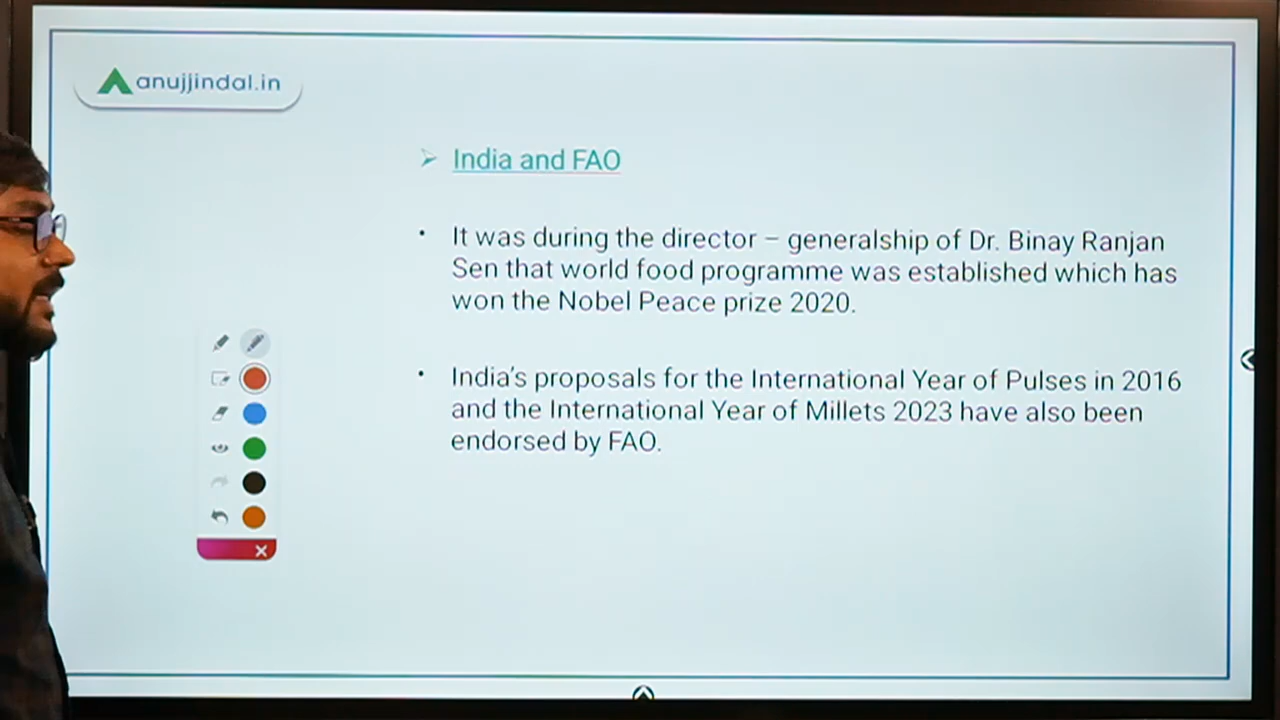 anujjindal.in
India and FAO
It was during the director – generalship of Dr. Binay Ranjan
Sen that world food programme was established which has
won the Nobel Peace prize 2020.
India's proposals for the International Year of Pulses in 2016
and the International Year of Millets 2023 have also been
endorsed by FAO.